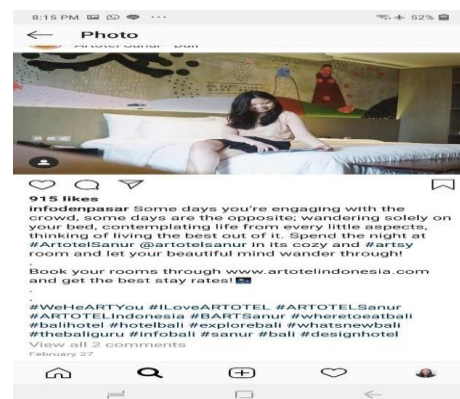 8:15 PM
52%
Photo
Artotel Sanur - Bali
915 likes
infodenpasar Some days you're engaging with the
crowd, some days are the opposite; wandering solely on
your bed, contemplating life from every little aspects,
thinking of living the best out of it. Spend the night at
#ArtotelSanur @artotelsanur in its cozy and #artsy
room and let your beautiful mind wander through!
.
Book your rooms through www.artotelindonesia.com
and get the best stay rates!
.
.
#WeHeARTYou #ILoveARTOTEL #ARTOTELSanur
#ARTOTELIndonesia #BARTSanur #wheretoeatbali
#balihotel #hotelbali #explorebali #whatsnewbali
#thebaliguru #infobali #sanur #bali #designhotel
View all 2 comments
February 27